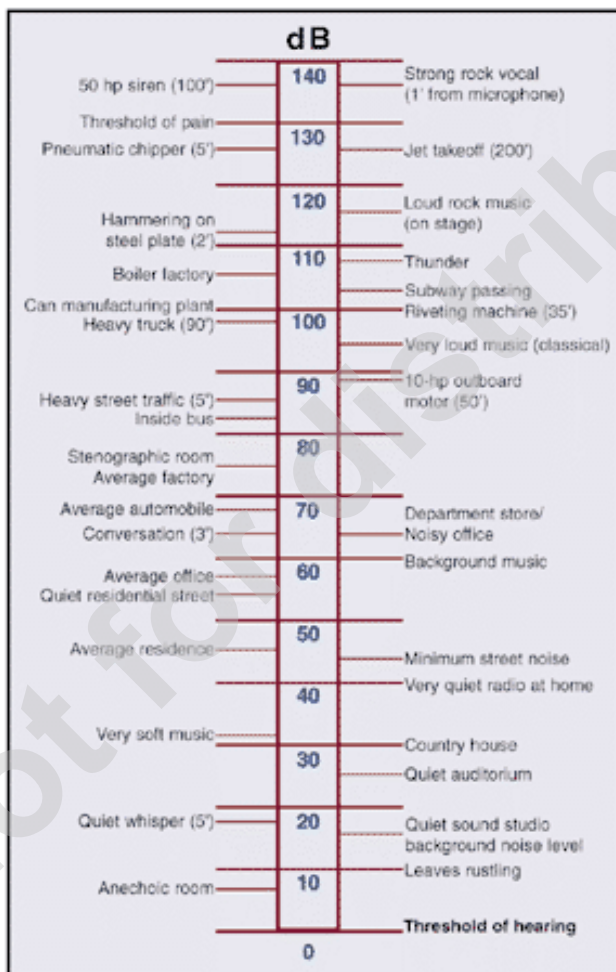 dB
140
50 hp siren (100')
Strong rock vocal
(1' from microphone)
Threshold of pain
130
Pneumatic chipper (5')
Jet takeoff (200')
120
Loud rock music
(on stage)
Hammering on
steel plate (2')
110
Thunder
Boiler factory
Subway passing
Can manufacturing plant
Riveting machine (35')
Heavy truck (90')
100
Very loud music (classical)
90
10-hp outboard
motor (50')
Heavy street traffic (5')
Inside bus
80
Stenographic room
Average factory
70
Average automobile
Department store/
Noisy office
Conversation (3')
Background music
60
Average office
Quiet residential street
50
Average residence
Minimum street noise
40
Very quiet radio at home
Very soft music
Country house
30
Quiet auditorium
20
Quiet whisper (5')
Quiet sound studio
background noise level
Leaves rustling
10
Anechoic room
Threshold of hearing
0
not for distrib